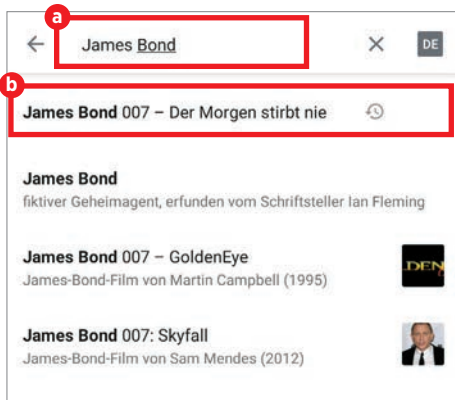 a
James Bond
DE
b
James Bond 007 – Der Morgen stirbt nie
James Bond
fiktiver Geheimagent, erfunden vom Schriftsteller Ian Fleming
James Bond 007 – GoldenEye
James-Bond-Film von Martin Campbell (1995)
DEN
James Bond 007: Skyfall
James-Bond-Film von Sam Mendes (2012)